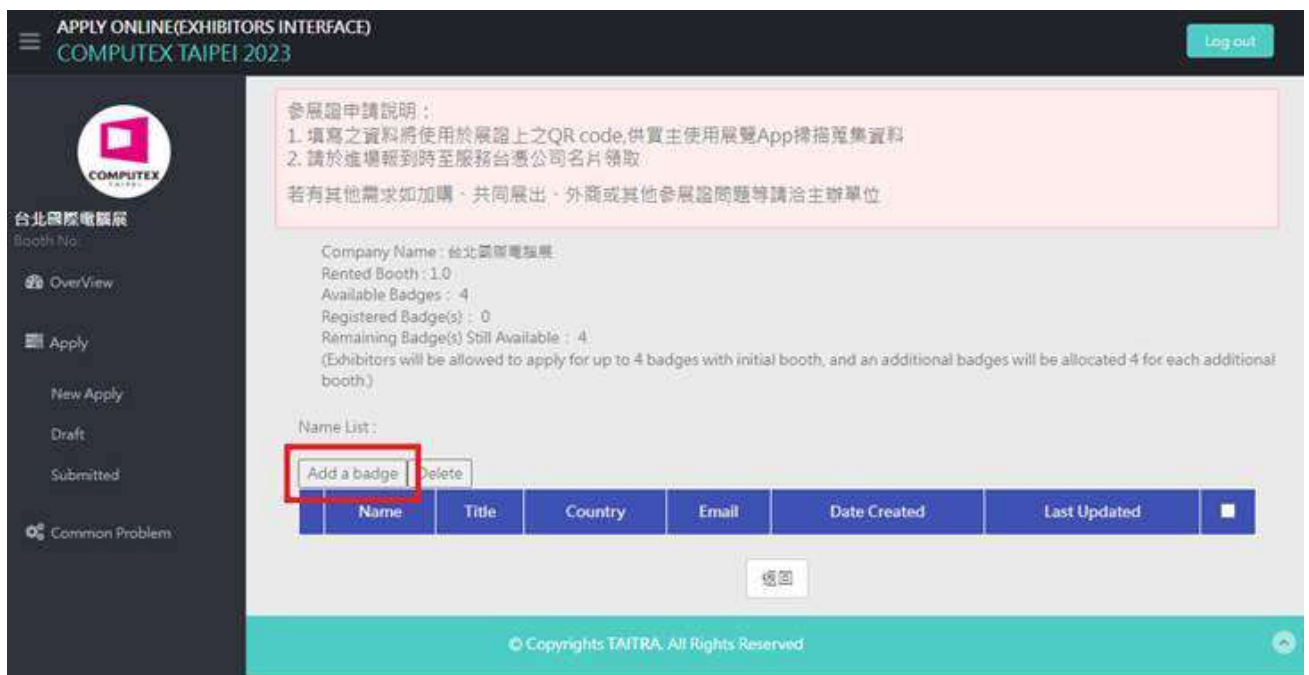 APPLY ONLINE(EXHIBITORS INTERFACE)
COMPUTEX TAIPEI 2023
Log out
COMPUTEX
TAIPEI
台北國際電腦展
Booth No:
OverView
Apply
New Apply
Draft
Submitted
Common Problem
參展證申請說明：
1. 填寫之資料將使用於展證上之QR code,供買主使用展覽App掃描蒐集資料
2. 請於進場報到時至服務台憑公司名片領取
若有其他需求如加購、共同展出、外商或其他參展證問題等請洽主辦單位
Company Name : 台北國際電腦展
Rented Booth : 1.0
Available Badges : 4
Registered Badge(s) : 0
Remaining Badge(s) Still Available : 4
(Exhibitors will be allowed to apply for up to 4 badges with initial booth, and an additional badges will be allocated 4 for each additional
booth.)
Name List :
Add a badge Delete
Name Title Country Email Date Created Last Updated
返回
© Copyrights TAITRA. All Rights Reserved